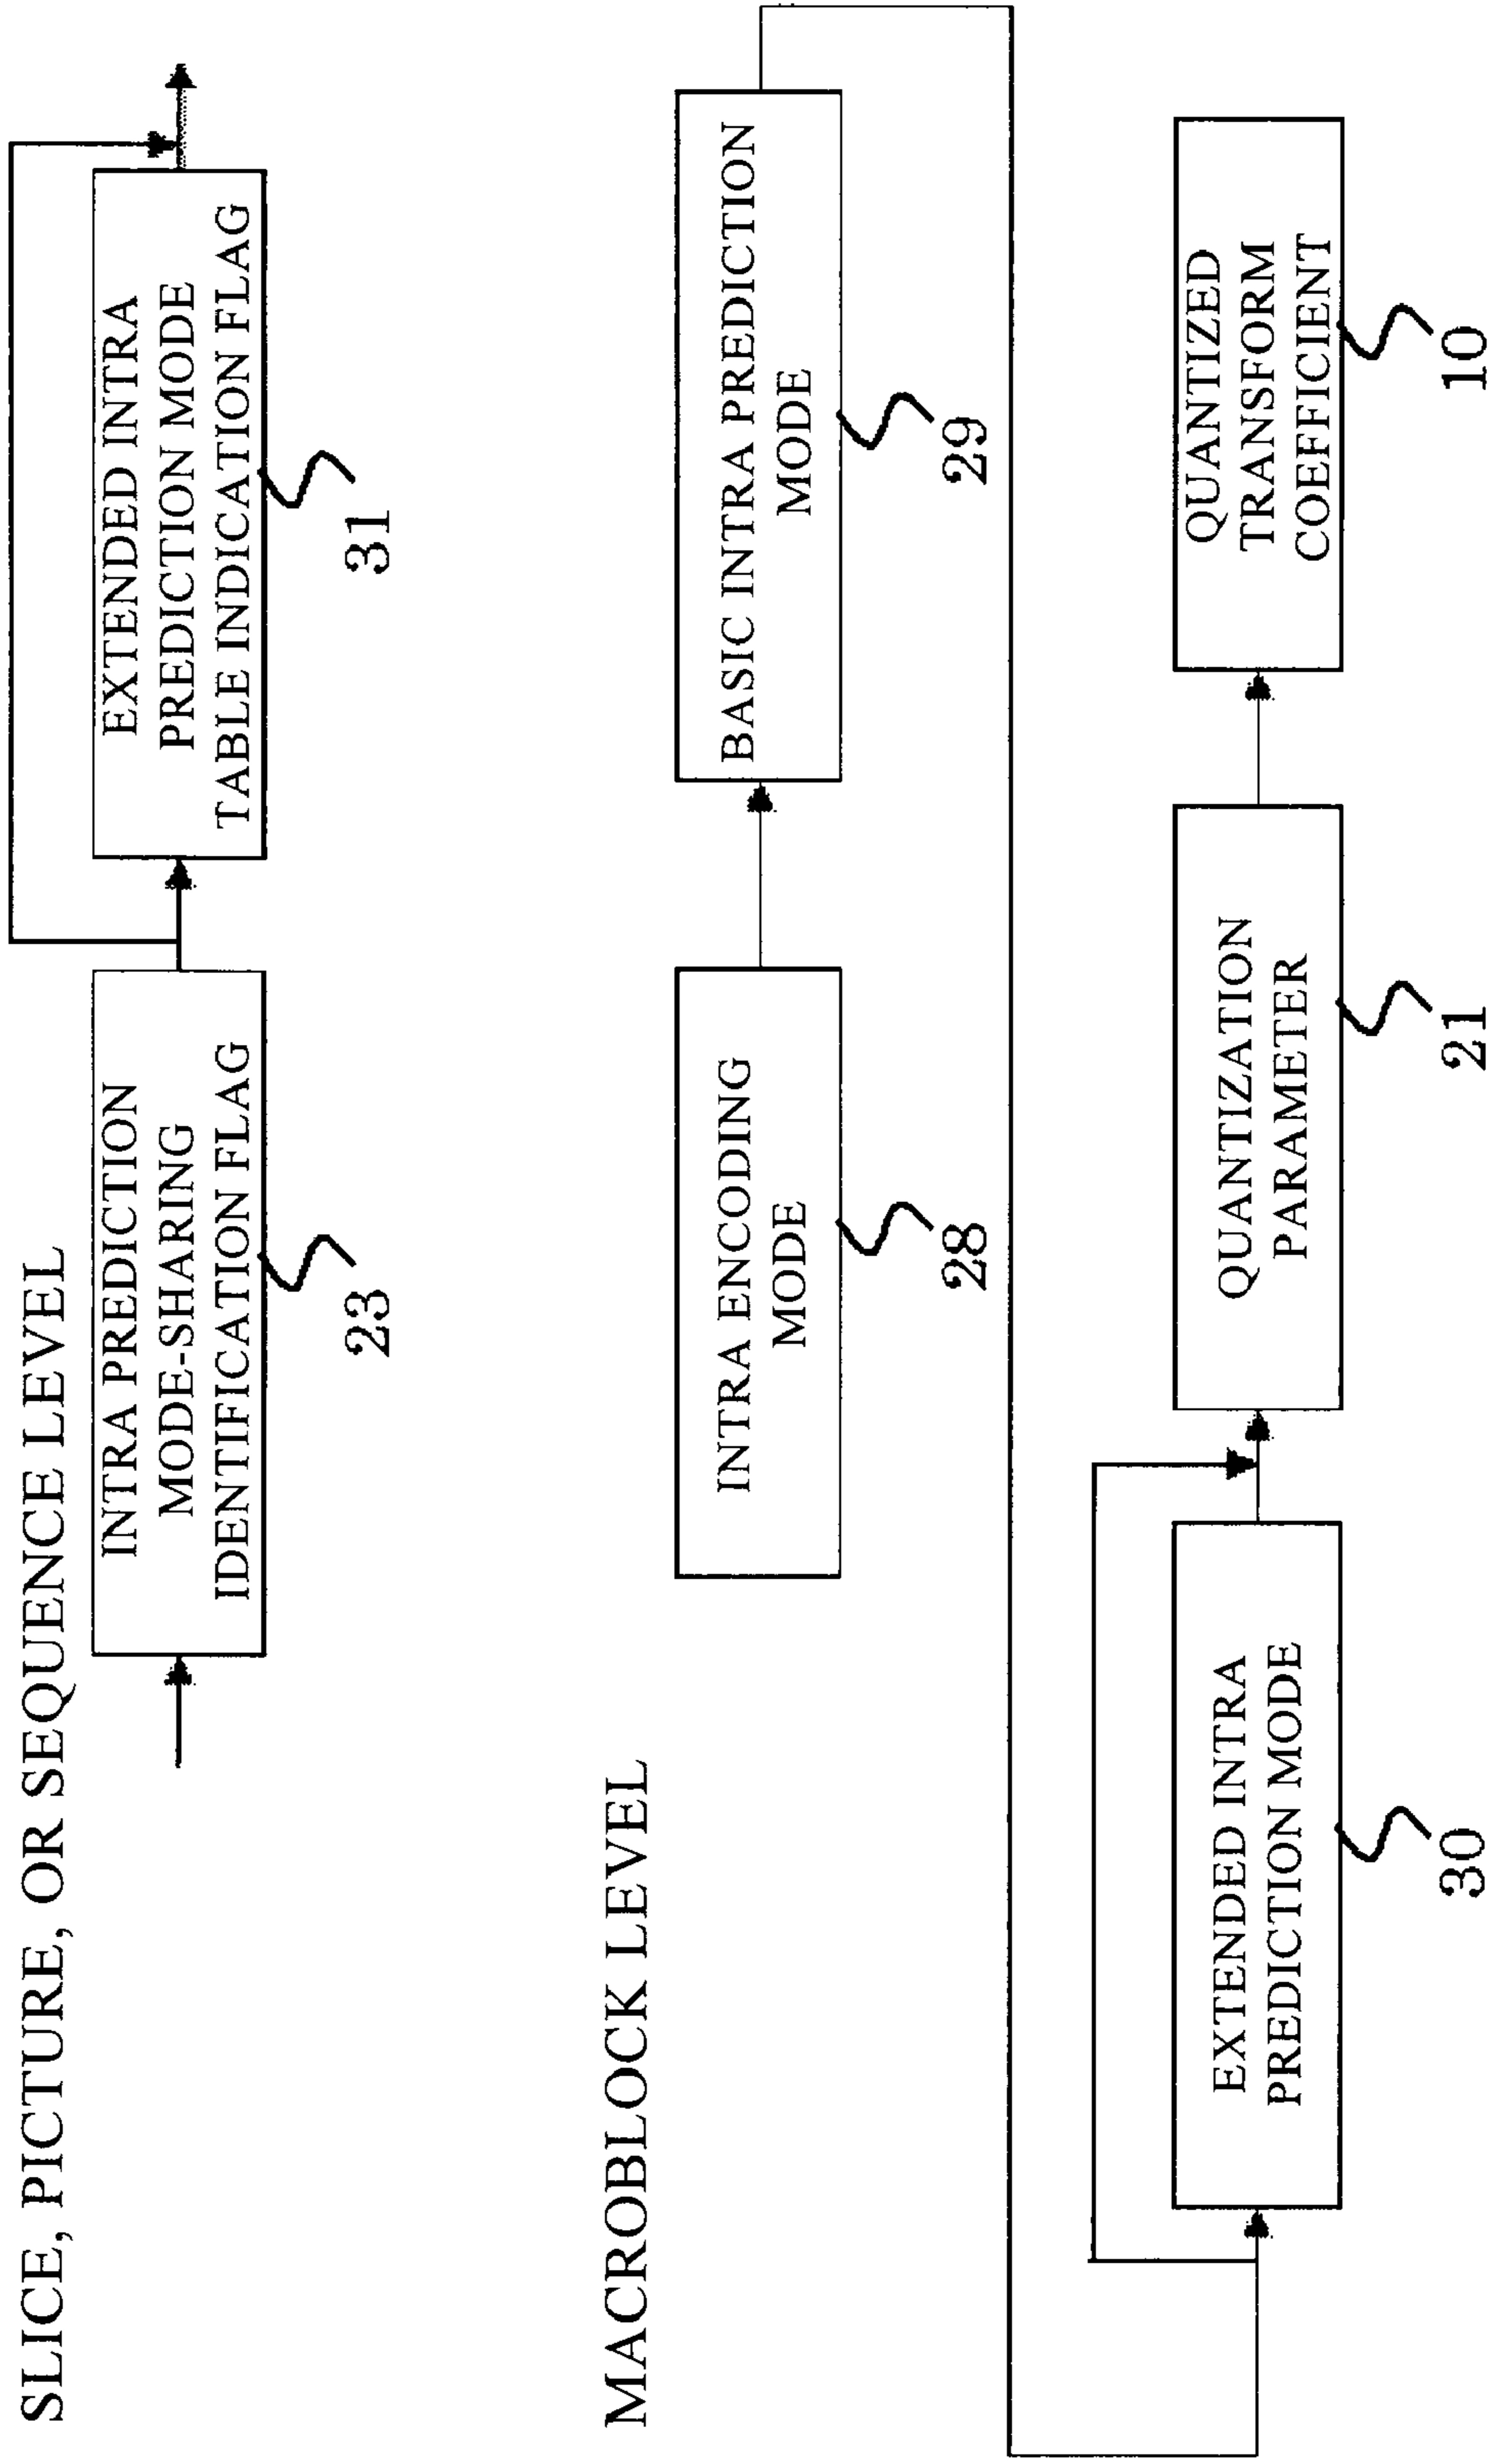 SLICE, PICTURE, OR SEQUENCE LEVEL
INTRA PREDICTION
MODE-SHARING
IDENTIFICATION FLAG
23
EXTENDED INTRA
PREDICTION MODE
TABLE INDICATION FLAG
31
MACROBLOCK LEVEL
INTRA ENCODING
MODE
28
BASIC INTRA PREDICTION
MODE
29
EXTENDED INTRA
PREDICTION MODE
30
QUANTIZATION
PARAMETER
21
QUANTIZED
TRANSFORM
COEFFICIENT
10